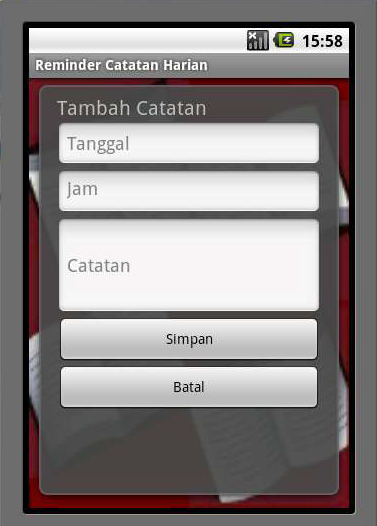 15:58
Reminder Catatan Harian
Tambah Catatan
Tanggal
Jam
Catatan
Simpan
Batal